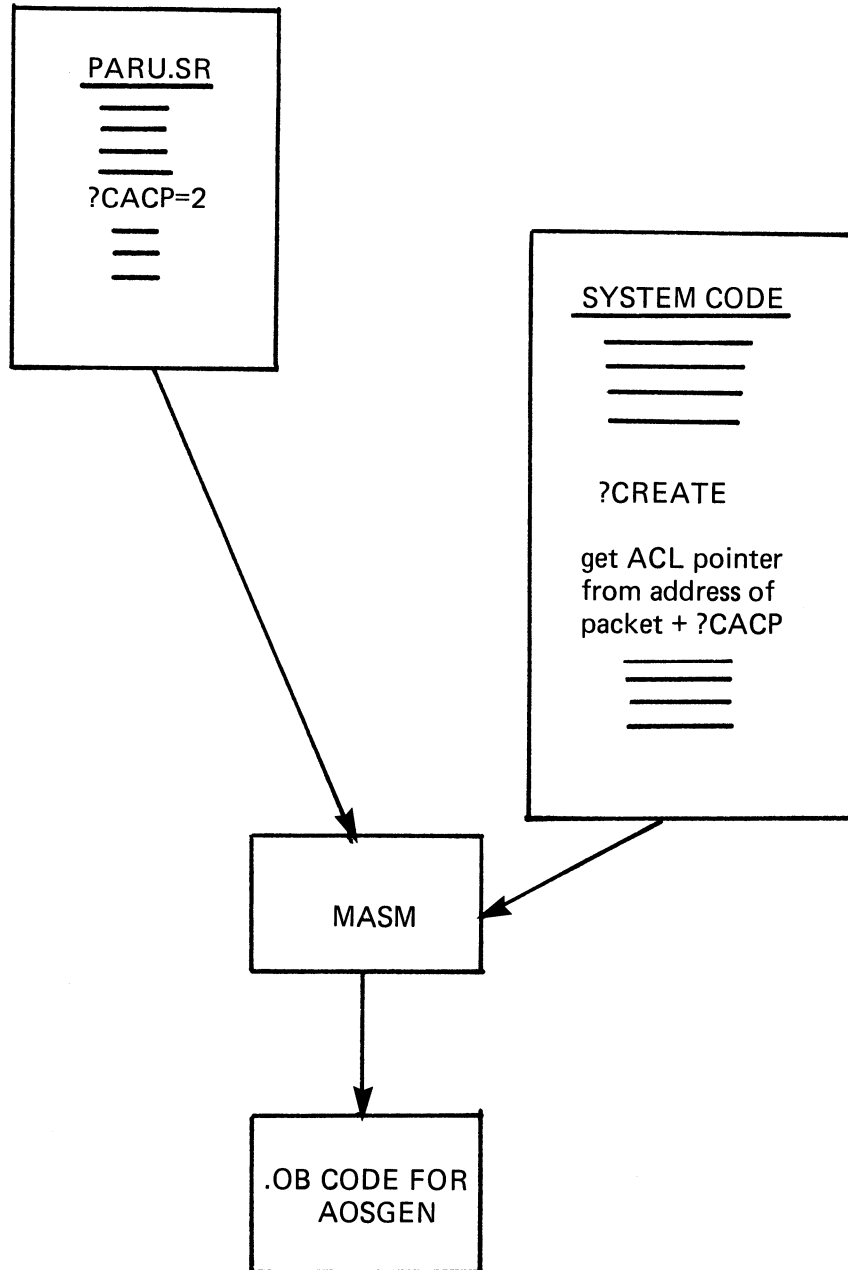 PARU.SR
?CACP=2
SYSTEM CODE
?CREATE
get ACL pointer
from address of
packet + ?CACP
MASM
.OB CODE FOR
AOSGEN